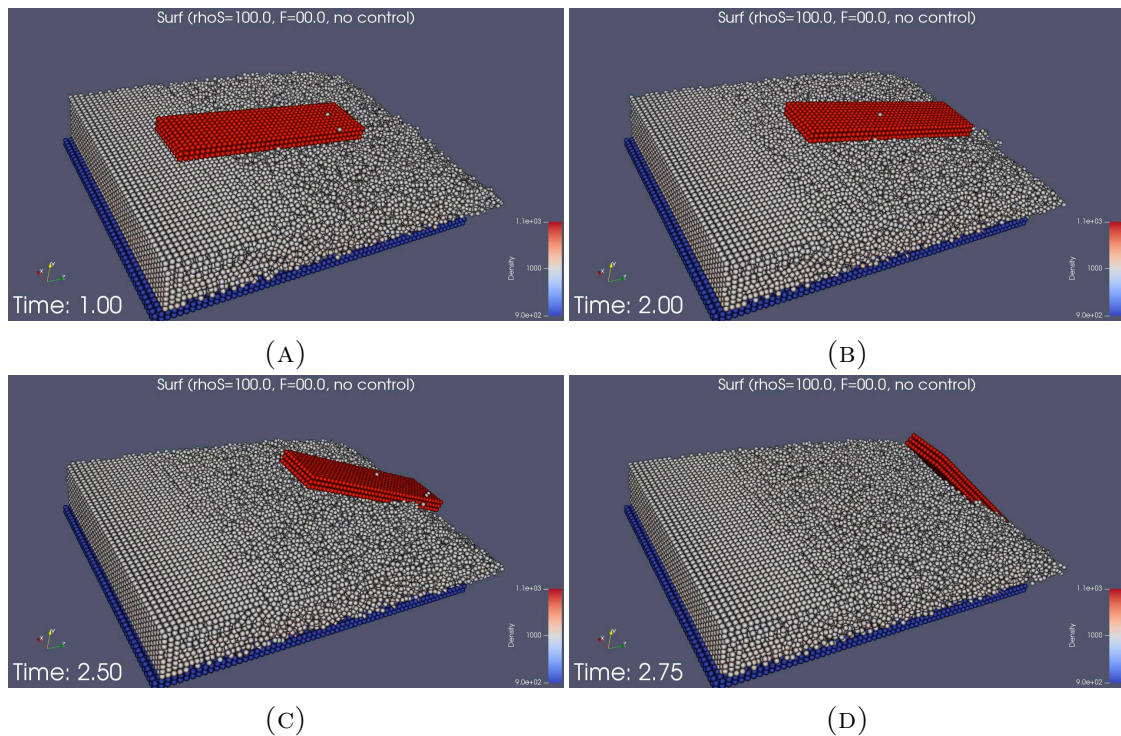 Surf (rhoS=100.0, F=00.0, no control)
1.1e+03
1000
9.0e+02
Density
X
Y
Z
Time: 1.00
(A)
Surf (rhoS=100.0, F=00.0, no control)
1.1e+03
1000
9.0e+02
Density
X
Y
Z
Time: 2.00
(B)
Surf (rhoS=100.0, F=00.0, no control)
1.1e+03
1000
9.0e+02
Density
X
Y
Z
Time: 2.50
(C)
Surf (rhoS=100.0, F=00.0, no control)
1.1e+03
1000
9.0e+02
Density
X
Y
Z
Time: 2.75
(D)